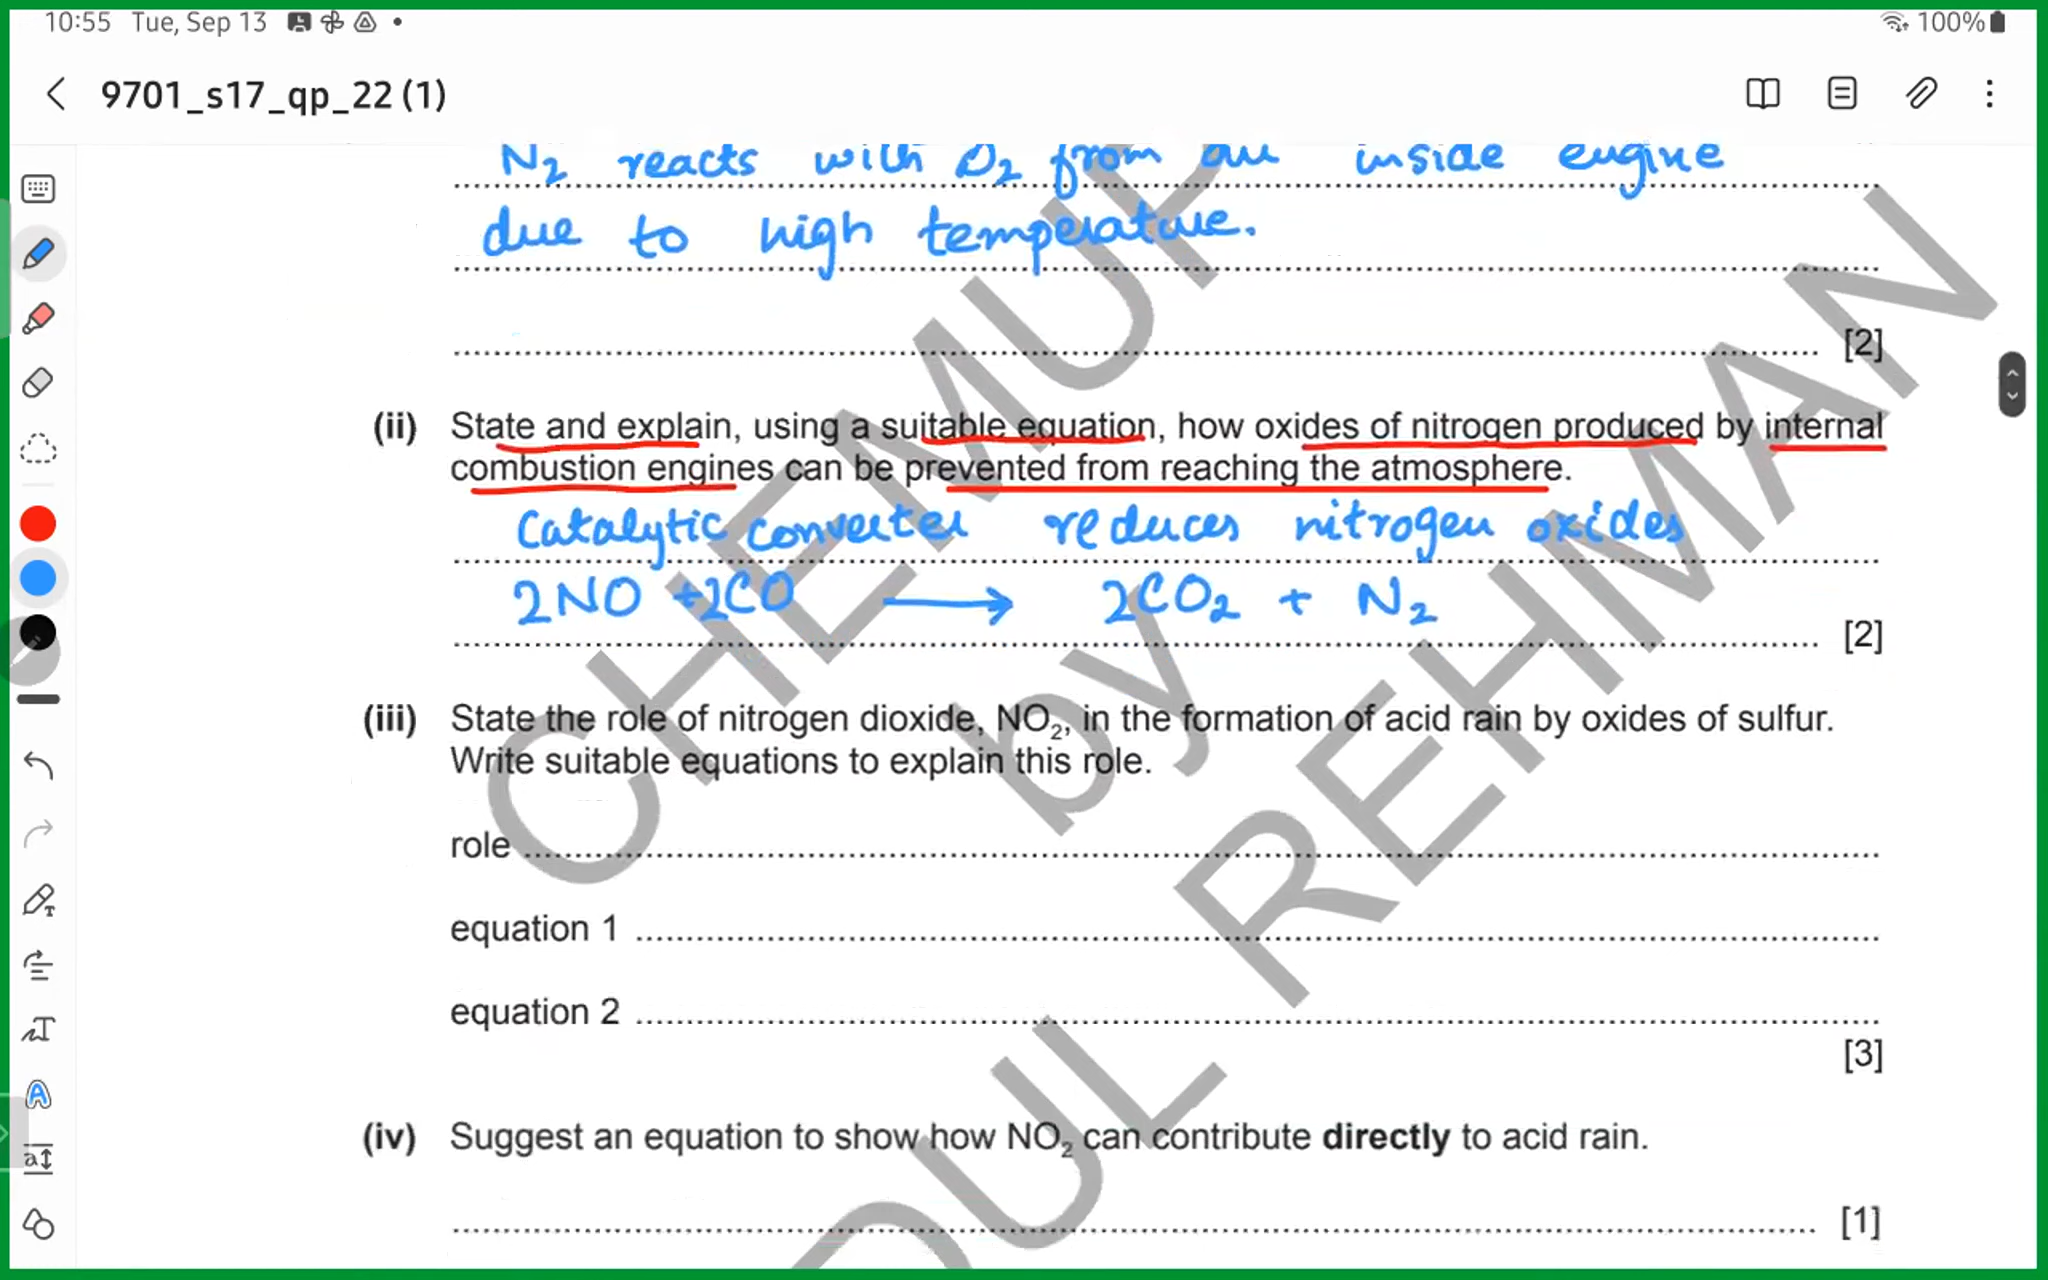 10:55 Tue, Sep 13
100%
9701_s17_qp_22 (1)
N₂ reacts with O₂ from air inside engine
due to high temperature.
[2]
(ii) State and explain, using a suitable equation, how oxides of nitrogen produced by internal
combustion engines can be prevented from reaching the atmosphere.
Catalytic converter reduces nitrogen oxides
2NO + 2CO → 2CO₂ + N₂
[2]
(iii) State the role of nitrogen dioxide, NO₂, in the formation of acid rain by oxides of sulfur.
Write suitable equations to explain this role.
role
equation 1
equation 2
[3]
(iv) Suggest an equation to show how NO₂ can contribute directly to acid rain.
[1]
CHEMUP
by
DUL REHMAN